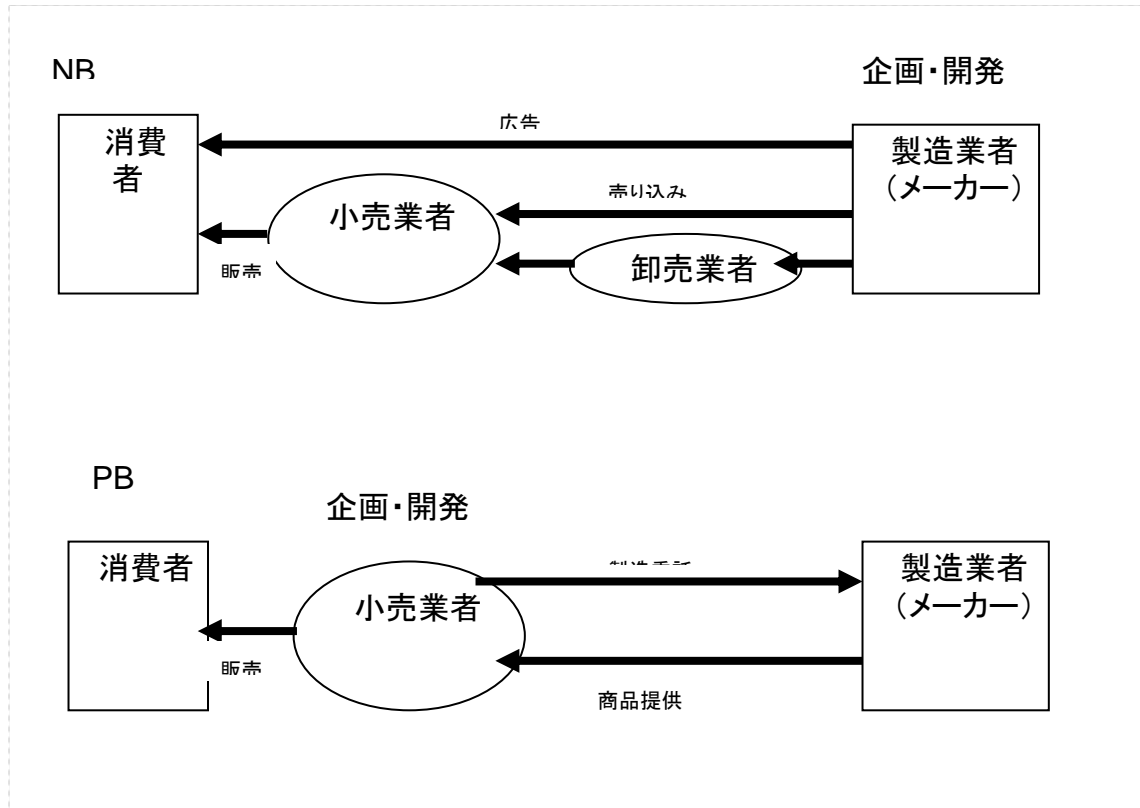 NB
企画・開発
広告
消費
者
製造業者
（メーカー）
売り込み
小売業者
卸売業者
販売
PB
企画・開発
消費者
製造業者
（メーカー）
小売業者
販売
商品提供